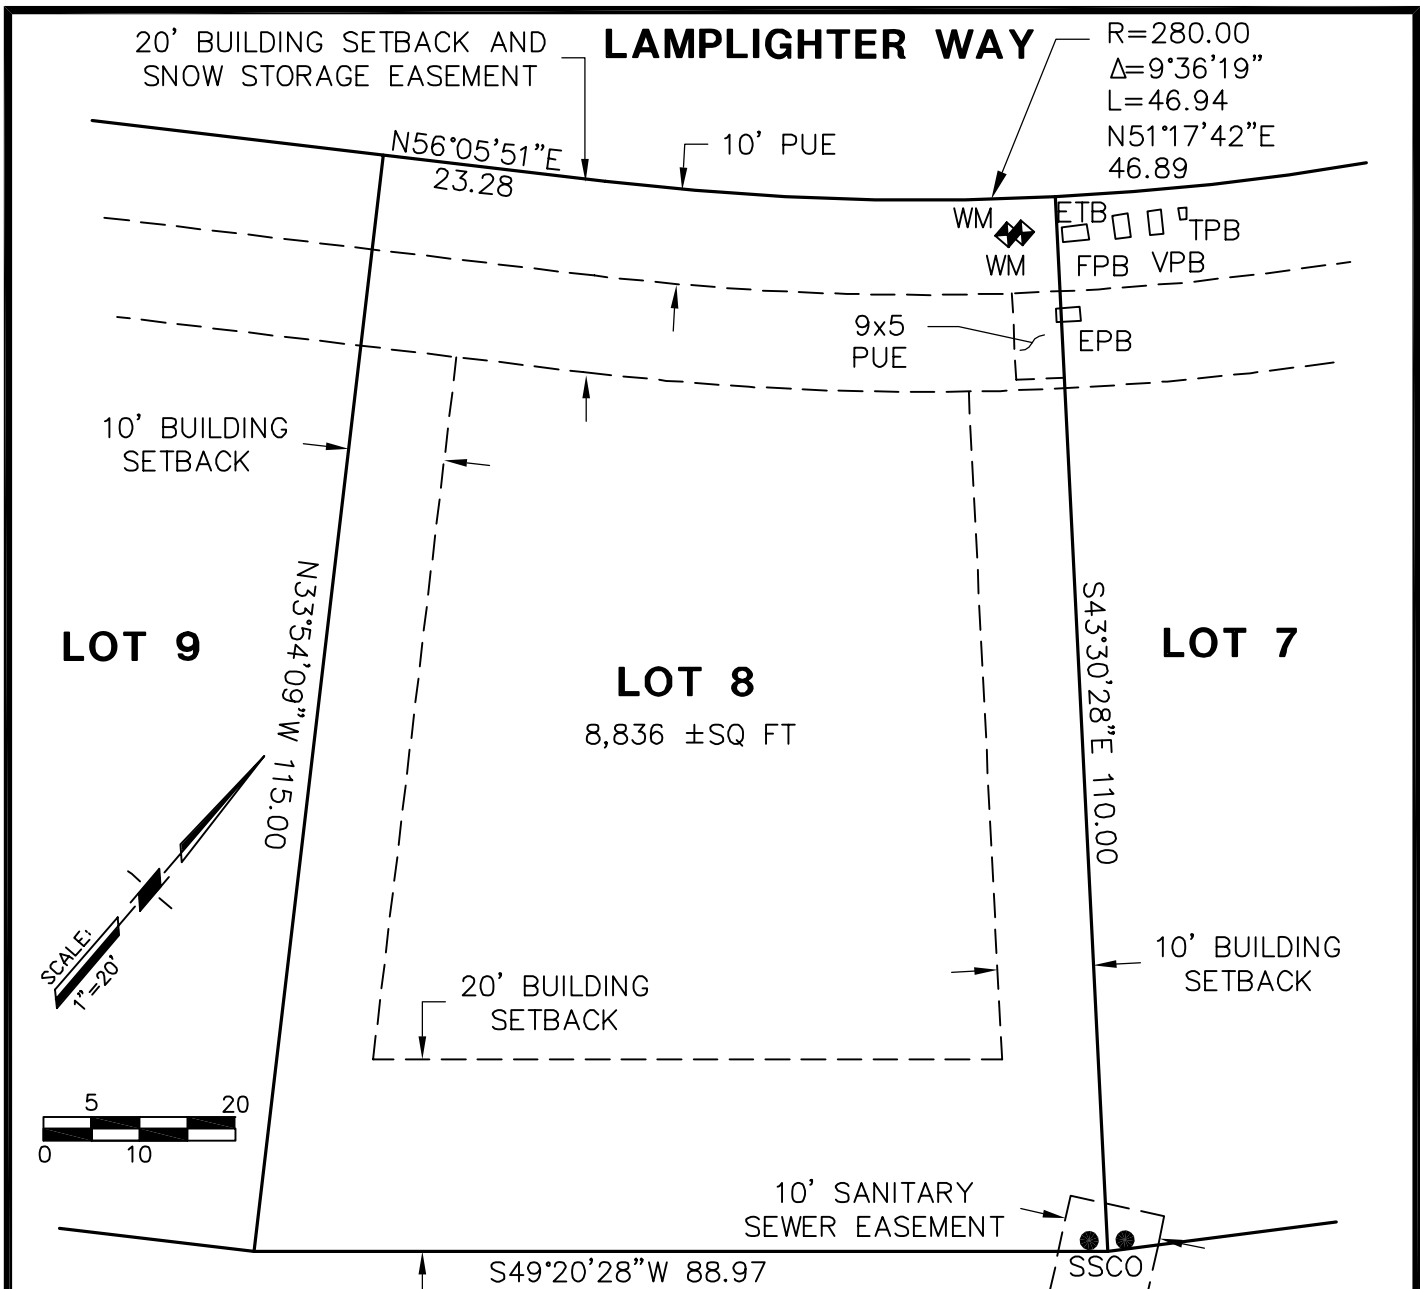 20' BUILDING SETBACK AND
SNOW STORAGE EASEMENT
LAMPLIGHTER WAY
R=280.00
Δ=9°36'19"
L=46.94
N51°17'42"E
46.89
N56°05'51"E
23.28
10' PUE
WM
WM
ETB
TPB
FPB
VPB
9x5
PUE
EPB
10' BUILDING
SETBACK
N33°54'09"W 115.00
S43°30'28"E 110.00
LOT 9
LOT 8
8,836 ±SQ FT
LOT 7
SCALE:
1"=20'
20' BUILDING
SETBACK
10' BUILDING
SETBACK
5 20
0 10
10' SANITARY
SEWER EASEMENT
SSCO
S49°20'28"W 88.97